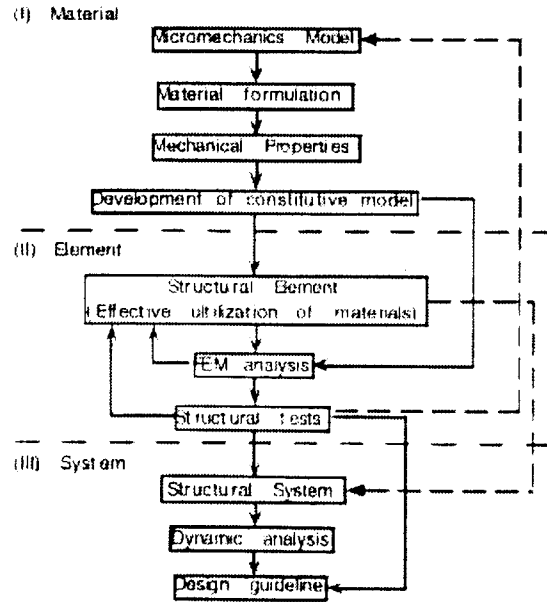 (I) Material
Micromechanics Model
Material formulation
Mechanical Properties
Development of constitutive model
(II) Element
Structural Element
(Effective ultilization of materials)
FEM analysis
Structural tests
(III) System
Structural System
Dynamic analysis
Design guideline